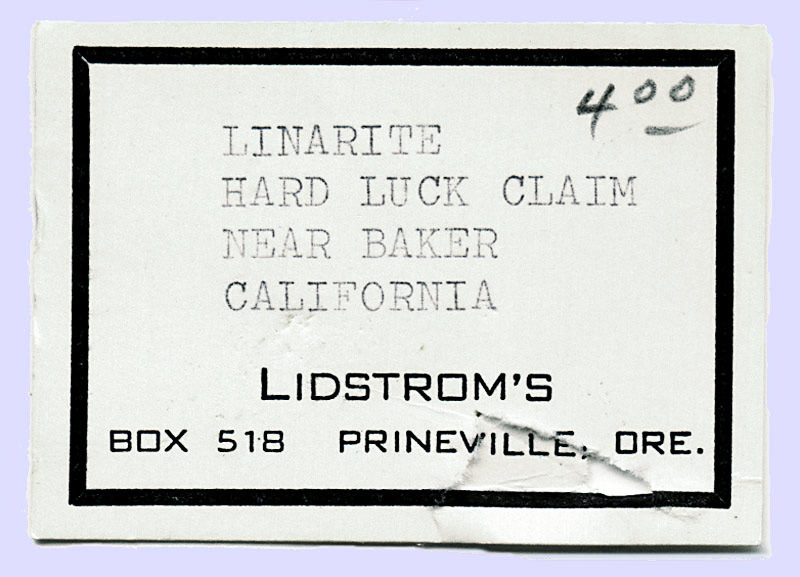 4 00
LINARITE
HARD LUCK CLAIM
NEAR BAKER
CALIFORNIA
LIDSTROM'S
BOX 518 PRINEVILLE, ORE.